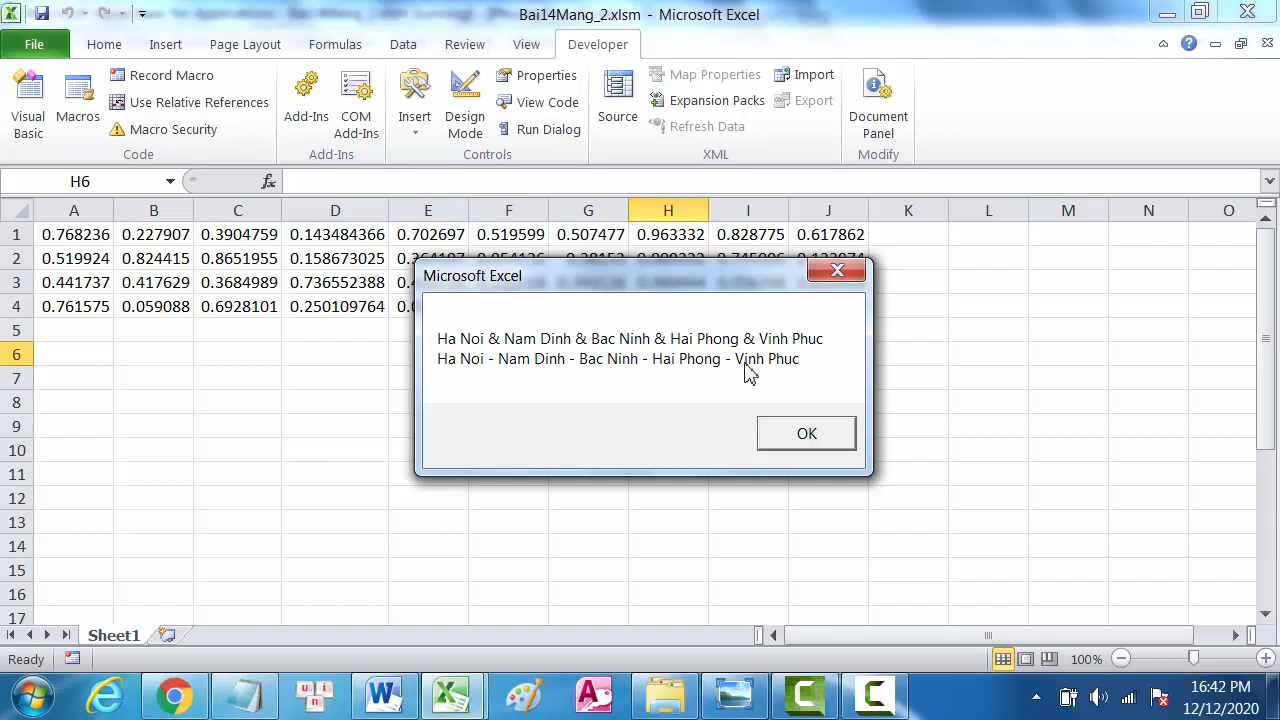 Bai14Mang_2.xlsm - Microsoft Excel
File Home Insert Page Layout Formulas Data Review View Developer
Visual Basic
Macros
Record Macro
Use Relative References
Macro Security
Code
Add-Ins
COM Add-Ins
Add-Ins
Insert
Design Mode
Properties
View Code
Run Dialog
Controls
Source
Map Properties
Expansion Packs
Refresh Data
Import
Export
XML
Document Panel
Modify
H6 fx
A B C D E F G H I J K L M N O
1 0.768236 0.227907 0.3904759 0.143484366 0.702697 0.519599 0.507477 0.963332 0.828775 0.617862
2 0.519924 0.824415 0.8651955 0.158673025
3 0.441737 0.417629 0.3684989 0.736552388
4 0.761575 0.059088 0.6928101 0.250109764
5
6
7
8
9
10
11
12
13
14
15
16
17
Microsoft Excel
Ha Noi & Nam Dinh & Bac Ninh & Hai Phong & Vinh Phuc
Ha Noi - Nam Dinh - Bac Ninh - Hai Phong - Vinh Phuc
OK
Sheet1
Ready 100%
16:42 PM
12/12/2020